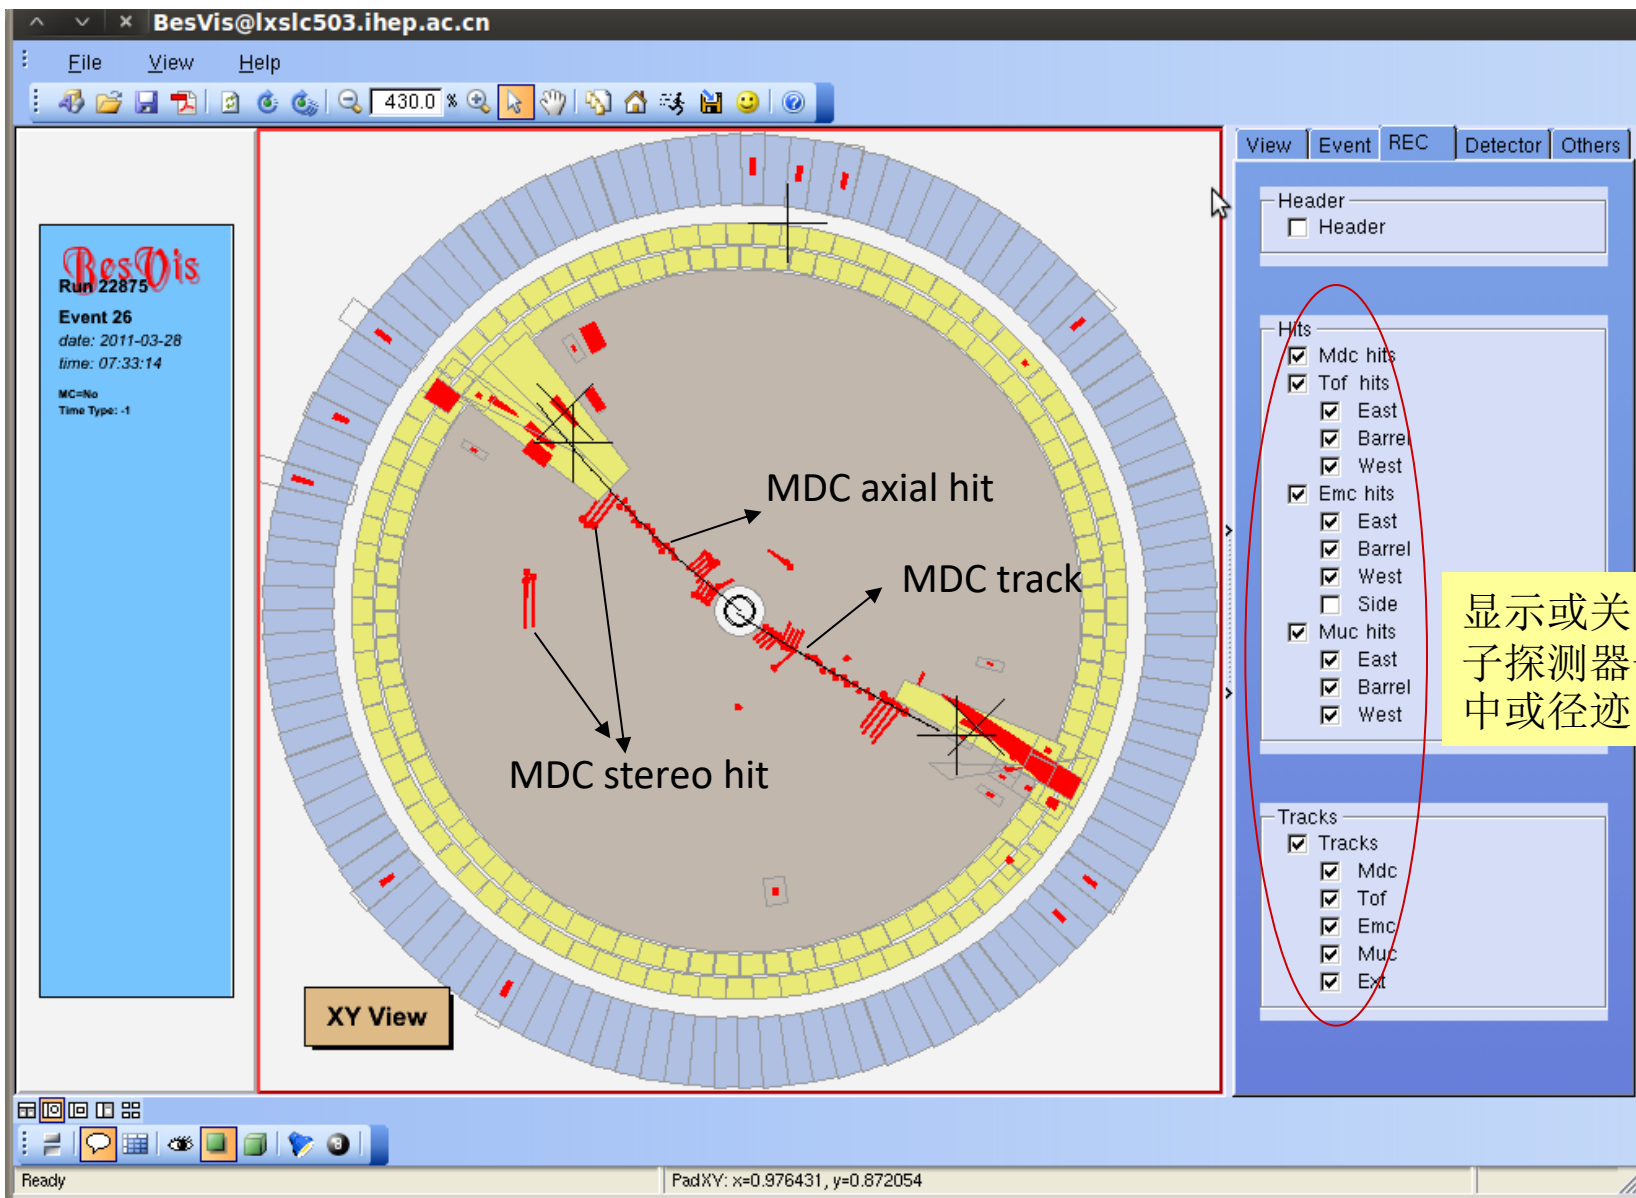 BesVis@lxslc503.ihep.ac.cn
File View Help
430.0 %
BesVis
Run 22875
Event 26
date: 2011-03-28
time: 07:33:14
MC=No
Time Type: -1
MDC axial hit
MDC track
MDC stereo hit
XY View
View Event REC Detector Others
Header
Header
Hits
Mdc hits
Tof hits
East
Barrel
West
Emc hits
East
Barrel
West
Side
Muc hits
East
Barrel
West
显示或关
子探测器
中或径迹
Tracks
Tracks
Mdc
Tof
Emc
Muc
Ext
Ready
PadXY: x=0.976431, y=0.872054